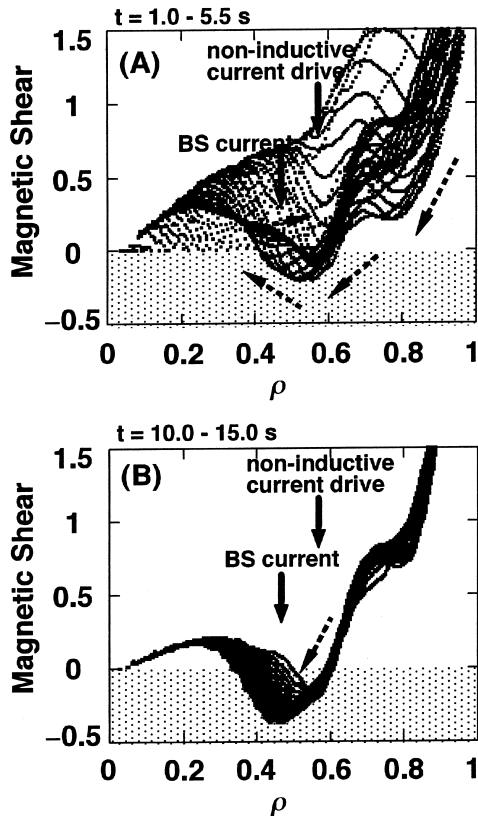 t = 1.0 - 5.5 s
1.5
(A)
non-inductive
current drive
1
BS current
0.5
Magnetic Shear
0
−0.5
0 0.2 0.4 0.6 0.8 1
ρ
t = 10.0 - 15.0 s
1.5
(B)
non-inductive
current drive
1
BS current
0.5
Magnetic Shear
0
−0.5
0 0.2 0.4 0.6 0.8 1
ρ